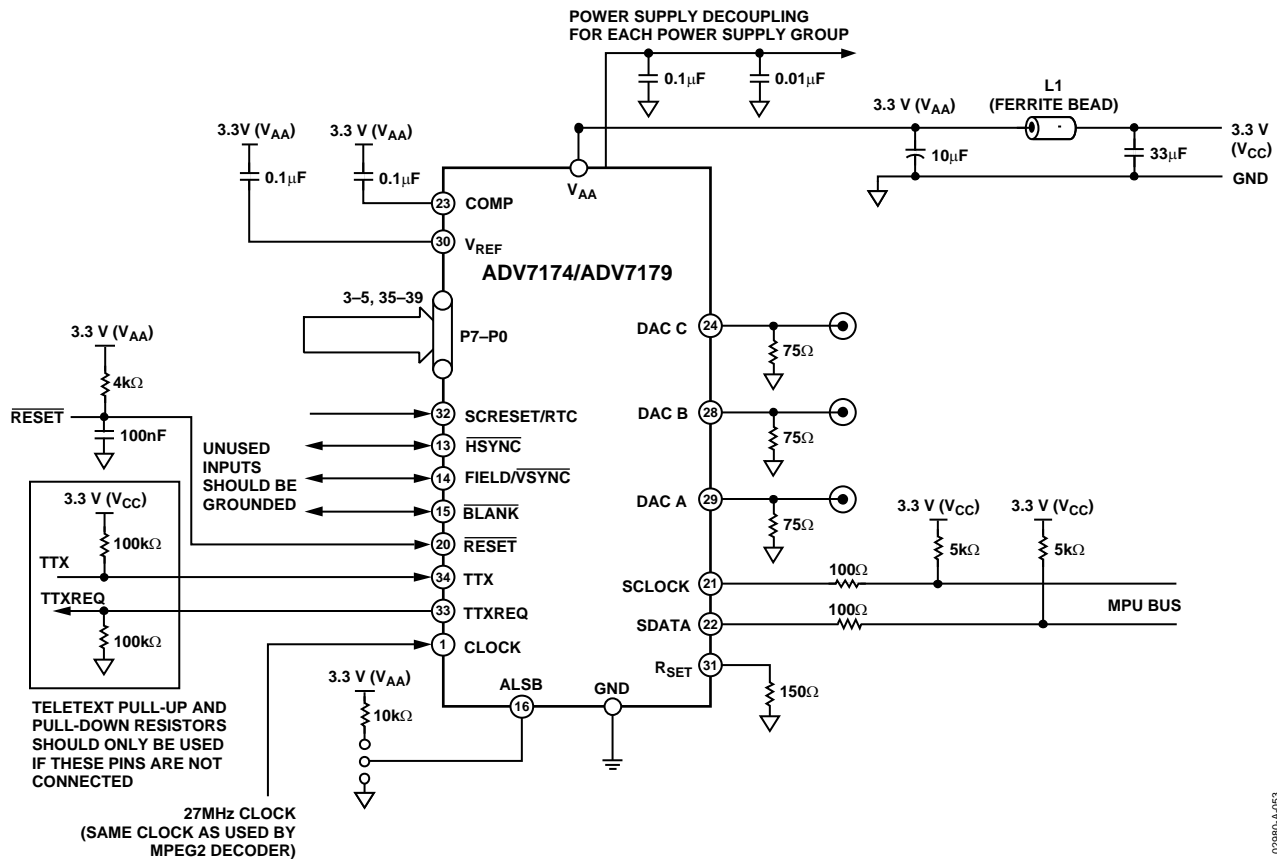 POWER SUPPLY DECOUPLING
FOR EACH POWER SUPPLY GROUP
0.1µF
0.01µF
L1
(FERRITE BEAD)
3.3 V (VAA)
3.3 V
(VCC)
10µF
33µF
GND
3.3V (VAA)
3.3 V (VAA)
0.1µF
0.1µF
VAA
23 COMP
30 VREF
ADV7174/ADV7179
3–5, 35–39
P7–P0
3.3 V (VAA)
4kΩ
RESET
100nF
UNUSED
INPUTS
SHOULD BE
GROUNDED
32 SCRESET/RTC
13 HSYNC
14 FIELD/VSYNC
15 BLANK
20 RESET
34 TTX
33 TTXREQ
1 CLOCK
3.3 V (VCC)
100kΩ
TTX
TTXREQ
100kΩ
TELETEXT PULL-UP AND
PULL-DOWN RESISTORS
SHOULD ONLY BE USED
IF THESE PINS ARE NOT
CONNECTED
27MHz CLOCK
(SAME CLOCK AS USED BY
MPEG2 DECODER)
3.3 V (VAA)
10kΩ
ALSB
16
GND
DAC C 24
75Ω
DAC B 28
75Ω
DAC A 29
75Ω
3.3 V (VCC)
3.3 V (VCC)
5kΩ
5kΩ
SCLOCK 21
100Ω
MPU BUS
SDATA 22
100Ω
RSET 31
150Ω
02980-A-053